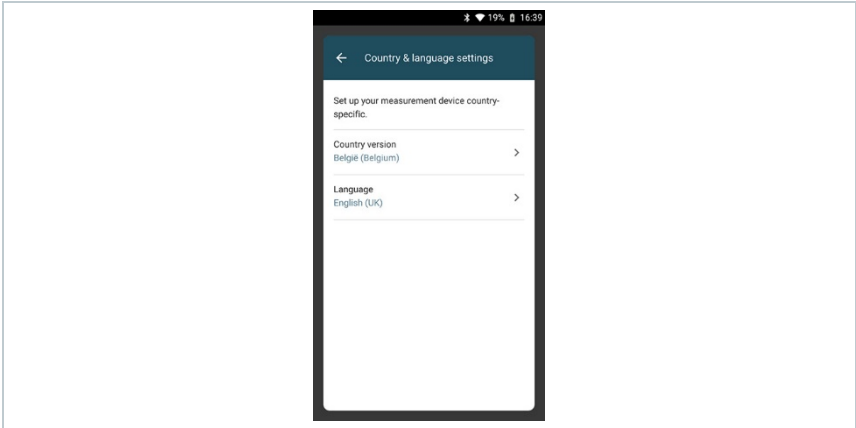 19% 16:39
Country & language settings
Set up your measurement device country-
specific.
Country version
België (Belgium)
Language
English (UK)